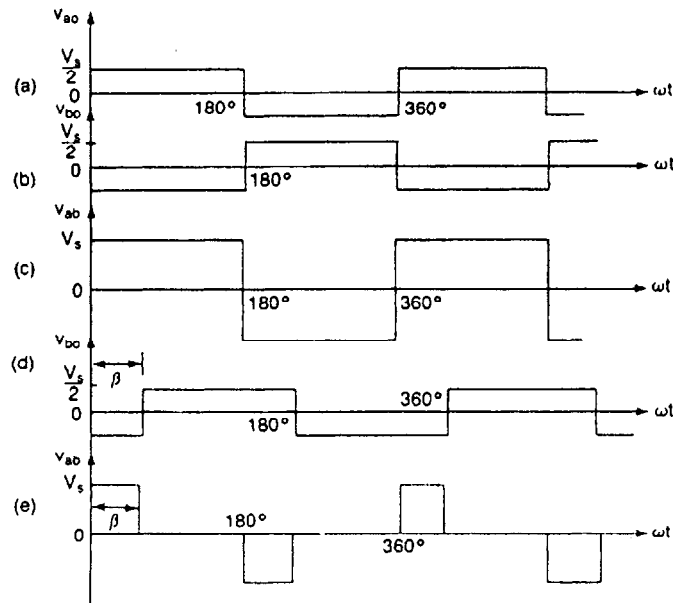 v_ao
V_s
2
(a)
0
180°
360°
ωt
v_bo
V_s
2
0
180°
ωt
(b)
v_ab
V_s
(c)
0
180°
360°
ωt
v_bo
(d)
β
V_s
2
0
180°
360°
ωt
v_ab
V_s
(e)
β
0
180°
360°
ωt